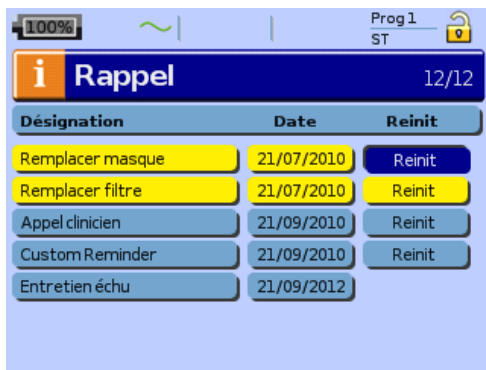 100% Prog 1
ST
i Rappel 12/12
Désignation Date Reinit
Remplacer masque 21/07/2010 Reinit
Remplacer filtre 21/07/2010 Reinit
Appel clinicien 21/09/2010 Reinit
Custom Reminder 21/09/2010 Reinit
Entretien échu 21/09/2012